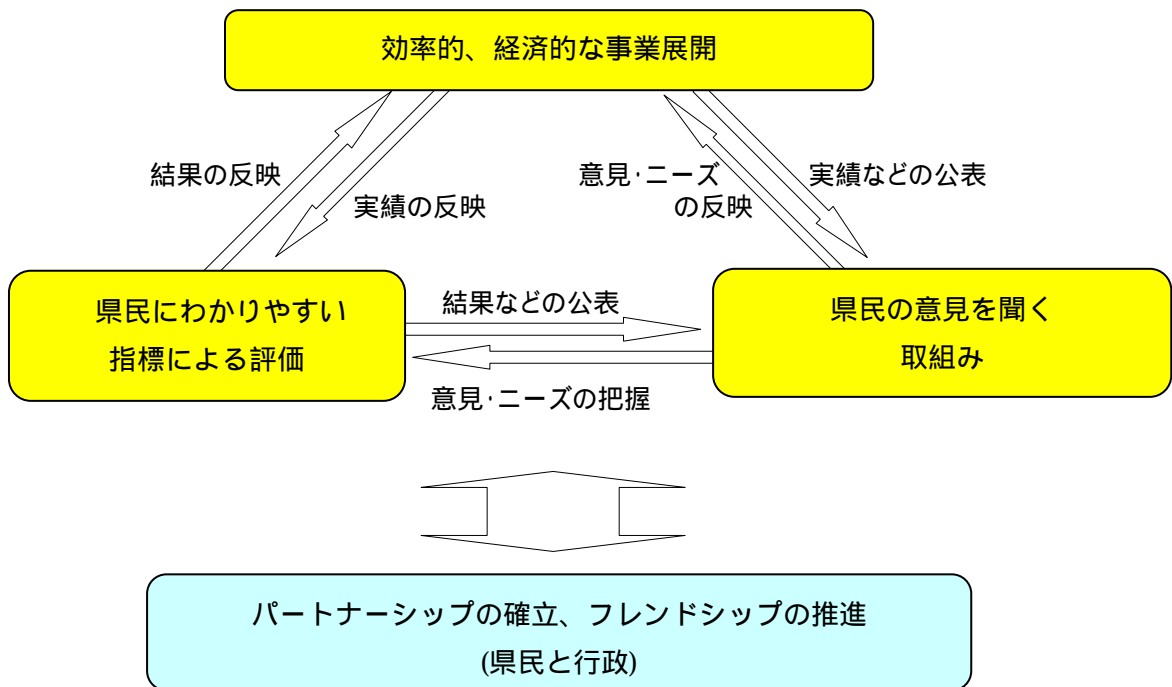 効率的、経済的な事業展開
結果の反映
実績の反映
意見･ニーズ
の反映
実績などの公表
県民にわかりやすい
指標による評価
結果などの公表
意見･ニーズの把握
県民の意見を聞く
取組み
パートナーシップの確立、フレンドシップの推進
(県民と行政)